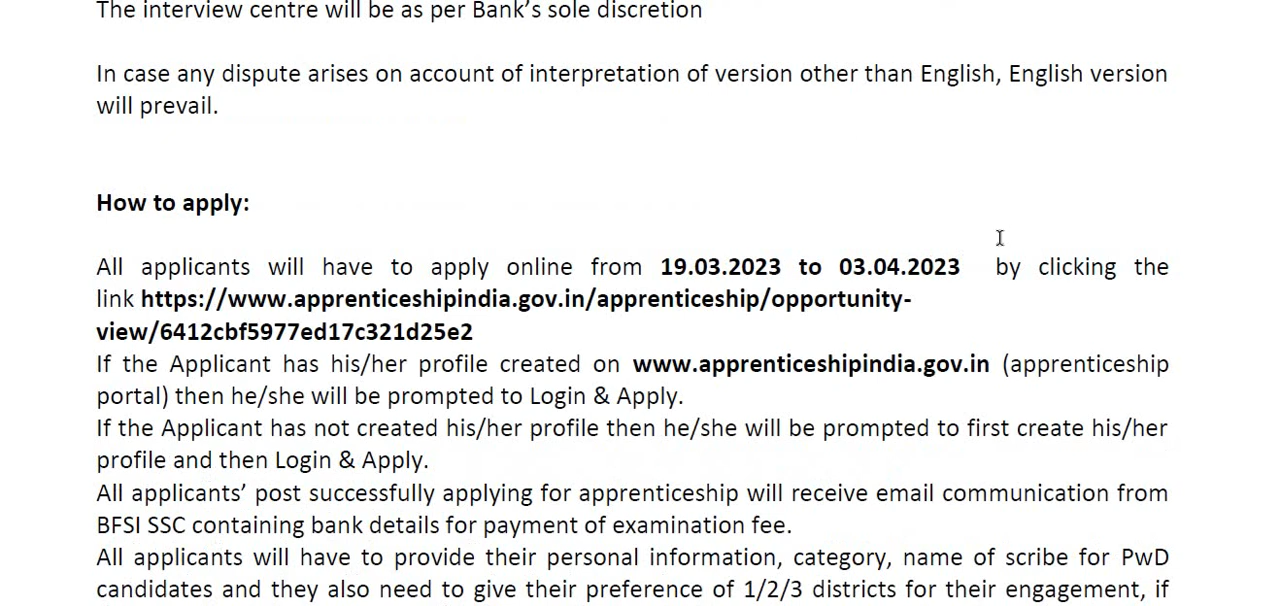 The interview centre will be as per Bank’s sole discretion
In case any dispute arises on account of interpretation of version other than English, English version
will prevail.
How to apply:
All applicants will have to apply online from 19.03.2023 to 03.04.2023 by clicking the
link https://www.apprenticeshipindia.gov.in/apprenticeship/opportunity-
view/6412cbf5977ed17c321d25e2
If the Applicant has his/her profile created on www.apprenticeshipindia.gov.in (apprenticeship
portal) then he/she will be prompted to Login & Apply.
If the Applicant has not created his/her profile then he/she will be prompted to first create his/her
profile and then Login & Apply.
All applicants’ post successfully applying for apprenticeship will receive email communication from
BFSI SSC containing bank details for payment of examination fee.
All applicants will have to provide their personal information, category, name of scribe for PwD
candidates and they also need to give their preference of 1/2/3 districts for their engagement, if